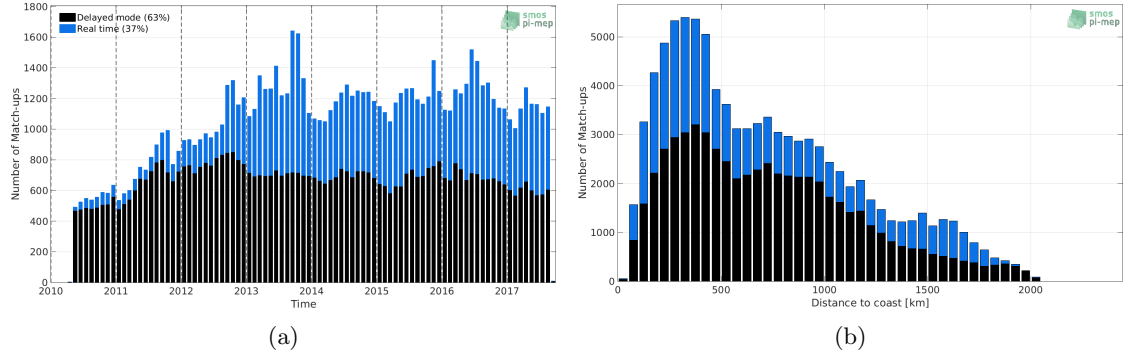 1800
1600
1400
1200
1000
800
600
400
200
0
Number of Match-ups
Delayed mode (63%)
Real time (37%)
smos
pi-mep
2010 2011 2012 2013 2014 2015 2016 2017
Time
(a)
5000
4000
3000
2000
1000
0
Number of Match-ups
smos
pi-mep
0 500 1000 1500 2000
Distance to coast [km]
(b)